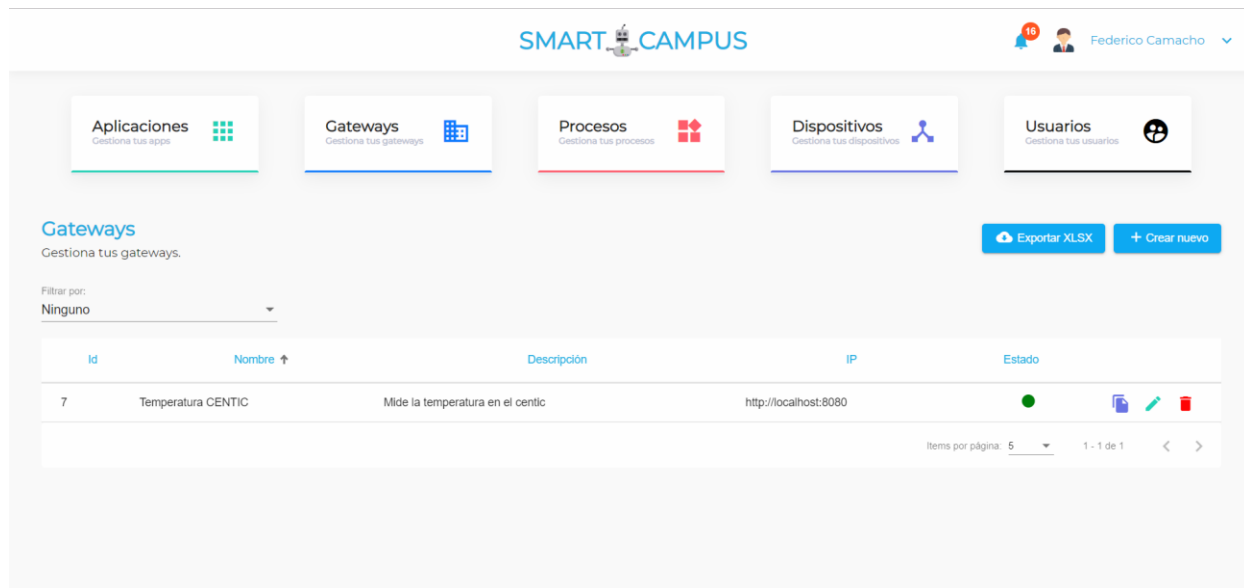 SMART CAMPUS
16
Federico Camacho
Aplicaciones
Gestiona tus apps
Gateways
Gestiona tus gateways
Procesos
Gestiona tus procesos
Dispositivos
Gestiona tus dispositivos
Usuarios
Gestiona tus usuarios
Gateways
Gestiona tus gateways.
Exportar XLSX
+ Crear nuevo
Filtrar por:
Ninguno
Id Nombre ↑ Descripción IP Estado
7 Temperatura CENTIC Mide la temperatura en el centic http://localhost:8080
Items por página: 5 1 - 1 de 1